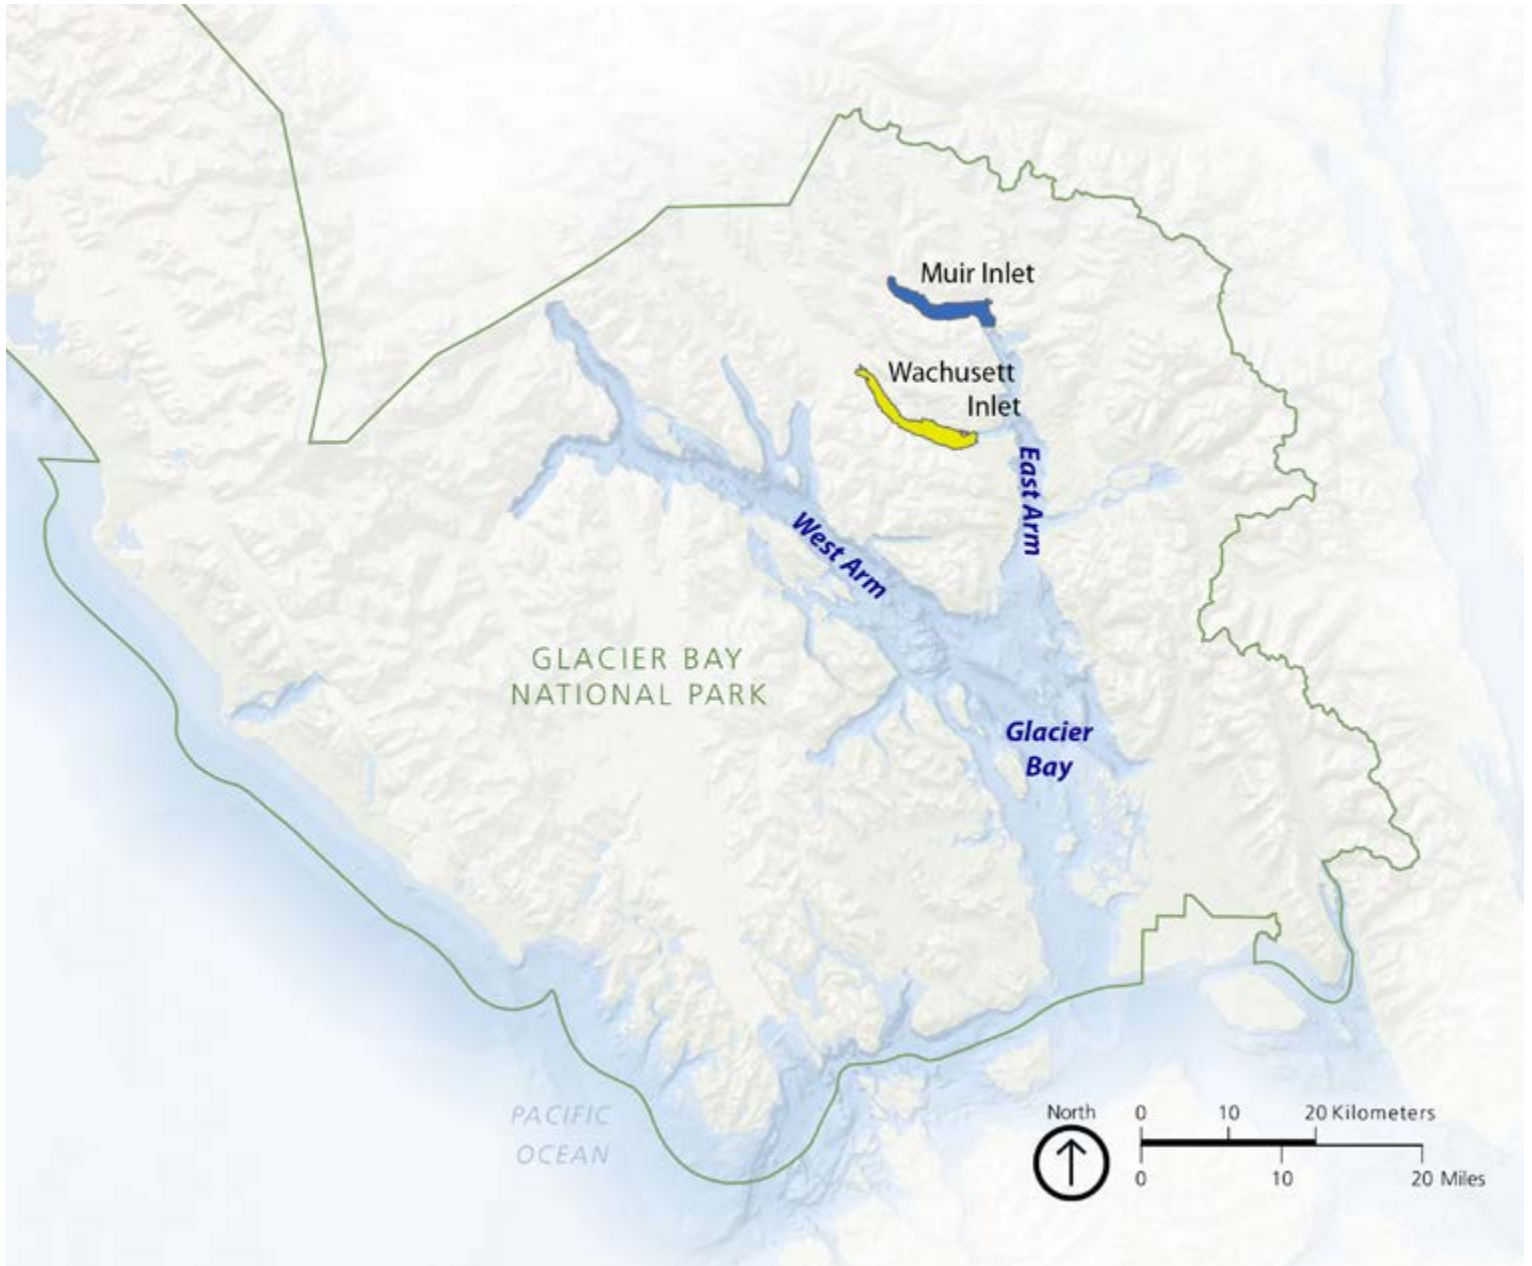 Muir Inlet
Wachusett
Inlet
East Arm
West Arm
GLACIER BAY
NATIONAL PARK
Glacier
Bay
PACIFIC
OCEAN
North
0 10 20 Kilometers
0 10 20 Miles